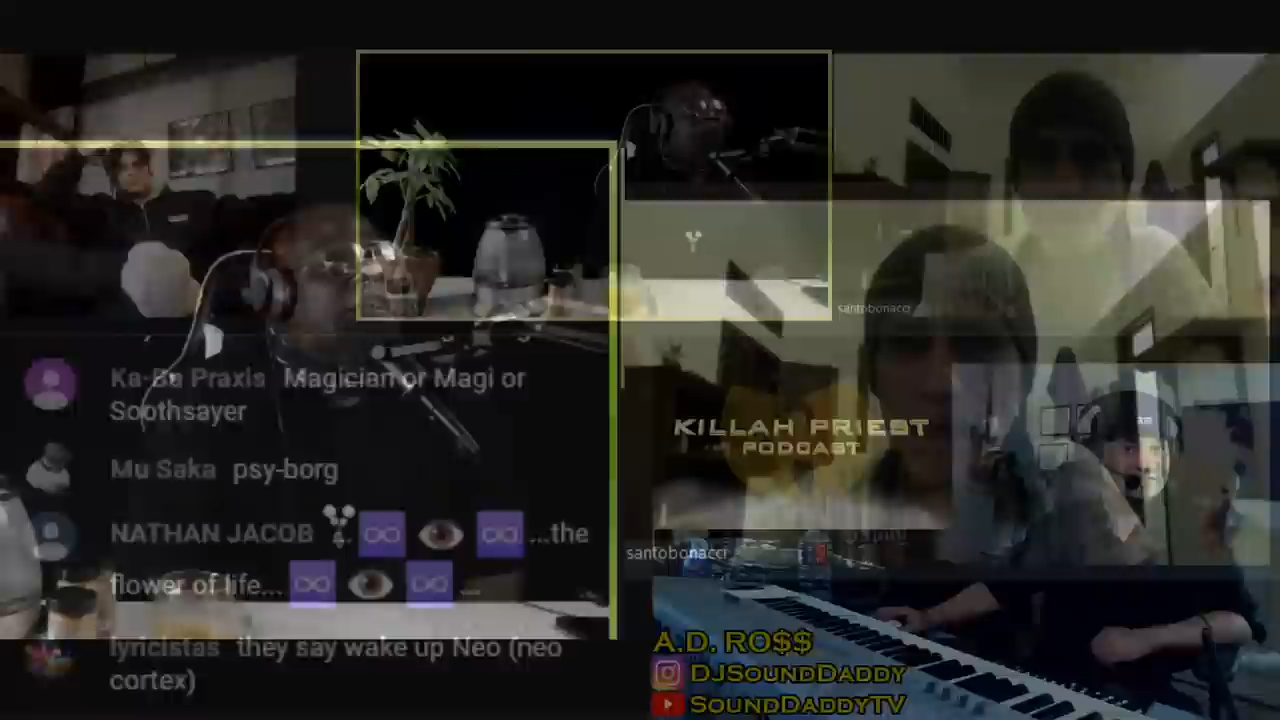 santobonacci
Ka-Ba Praxis Magician or Magi or
Soothsayer
Mu Saka psy-borg
NATHAN JACOB ...the
flower of life... ...
lyricistas they say wake up Neo (neo
cortex)
KILLAH PRIEST
PODCAST
santobonacci
A.D. RO$$
DJSOUNDDADDY
SOUNDDADDYTV